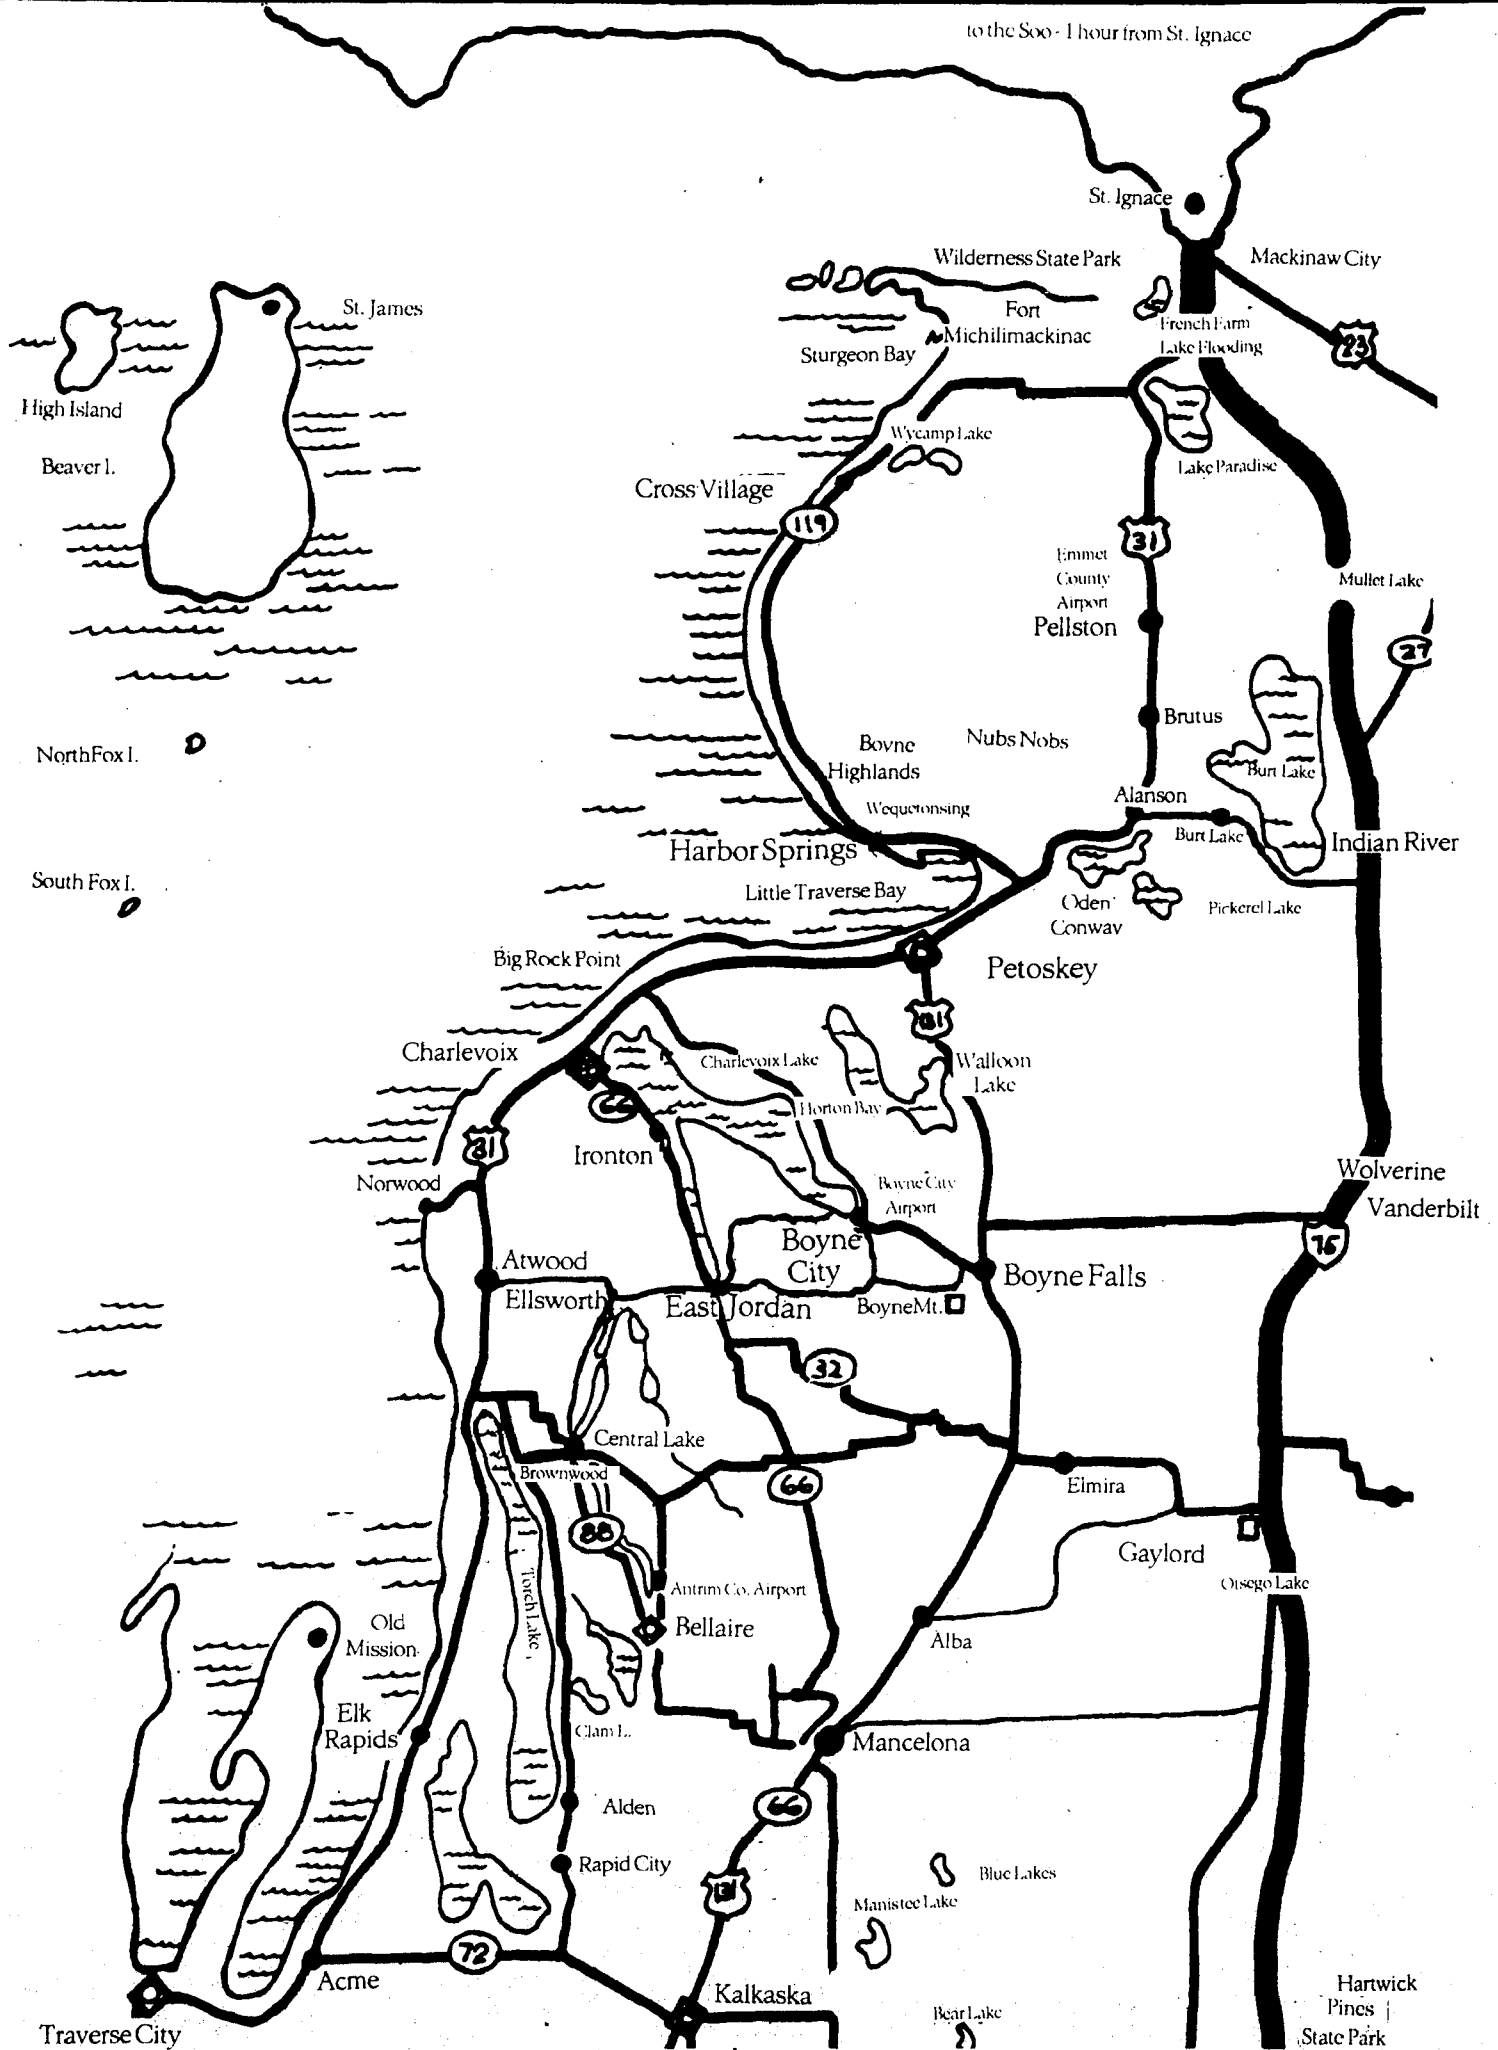 to the Soo - 1 hour from St. Ignace
St. Ignace
Wilderness State Park
Mackinaw City
St. James
Fort
Michilimackinac
French Farm
Lake Flooding
23
Sturgeon Bay
High Island
Wycamp Lake
Beaver I.
Lake Paradise
Cross Village
119
31
Emmet
County
Airport
Pellston
Mullet Lake
27
Brutus
North Fox I.
Nubs Nobs
Boyne
Highlands
Burt Lake
Alanson
Wequetonsing
Burt Lake
Indian River
Harbor Springs
South Fox I.
Little Traverse Bay
Oden
Conway
Pickerel Lake
Big Rock Point
Petoskey
131
Charlevoix
Charlevoix Lake
Walloon
Lake
66
Horton Bay
31
Ironton
Norwood
Boyne City
Airport
Wolverine
Vanderbilt
Boyne
City
75
Atwood
Ellsworth
East Jordan
Boyne Mt.
Boyne Falls
32
Central Lake
Brownwood
66
Elmira
88
Gaylord
Torch Lake
Antrim Co. Airport
Otsego Lake
Old
Mission
Bellaire
Alba
Elk
Rapids
Clam L.
Mancelona
Alden
66
Rapid City
131
Blue Lakes
Manistee Lake
72
Acme
Kalkaska
Hartwick
Pines
State Park
Bear Lake
Traverse City